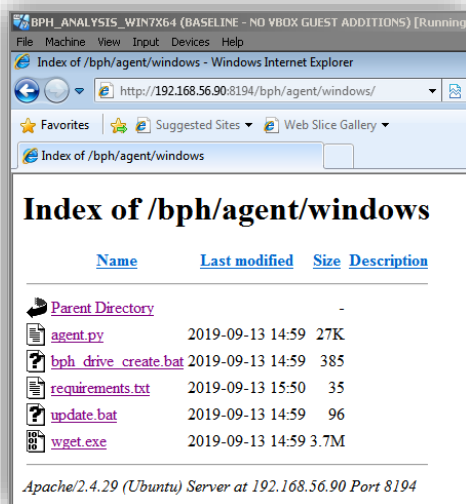 BPH_ANALYSIS_WIN7X64 (BASELINE - NO VBOX GUEST ADDITIONS) [Running
File Machine View Input Devices Help
Index of /bph/agent/windows - Windows Internet Explorer
http://192.168.56.90:8194/bph/agent/windows/
Favorites Suggested Sites Web Slice Gallery
Index of /bph/agent/windows
Index of /bph/agent/windows
Name Last modified Size Description
Parent Directory -
agent.py 2019-09-13 14:59 27K
bph_drive_create.bat 2019-09-13 14:59 385
requirements.txt 2019-09-13 15:50 35
update.bat 2019-09-13 14:59 96
wget.exe 2019-09-13 14:59 3.7M
Apache/2.4.29 (Ubuntu) Server at 192.168.56.90 Port 8194